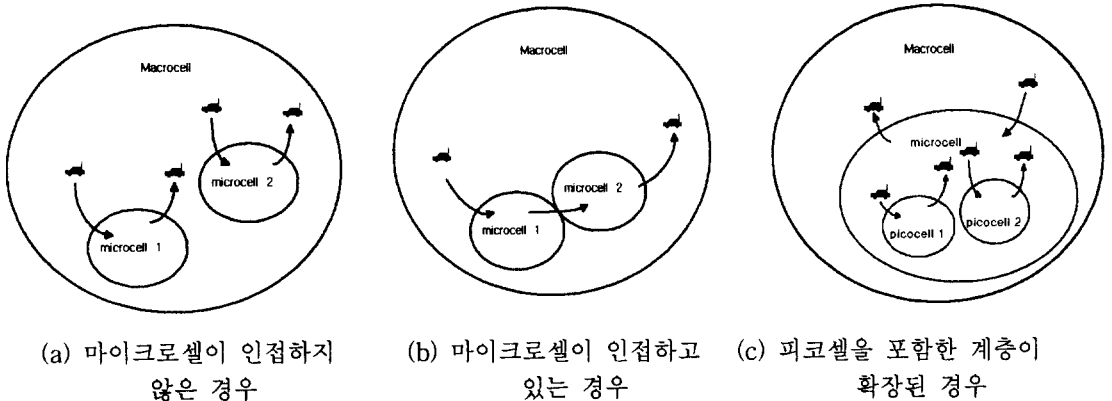 Macrocell
microcell 2
microcell 1
Macrocell
microcell 2
microcell 1
Macrocell
microcell
picocell 1
picocell 2
(a) 마이크로셀이 인접하지
않은 경우
(b) 마이크로셀이 인접하고
있는 경우
(c) 피코셀을 포함한 계층이
확장된 경우